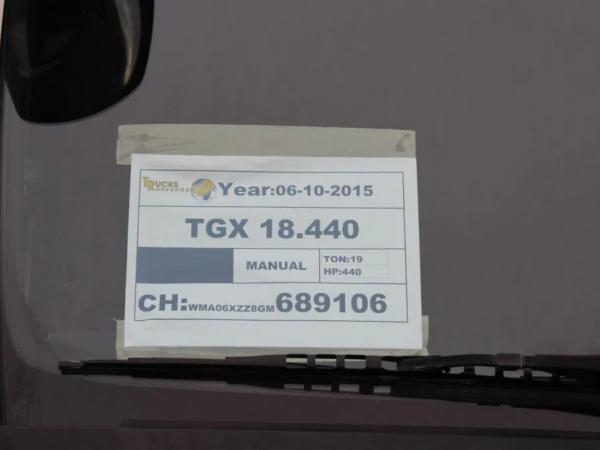 TRUCKS Year:06-10-2015
TGX 18.440
MANUAL
TON:19
HP:440
CH:WMA06XZZ8GM689106